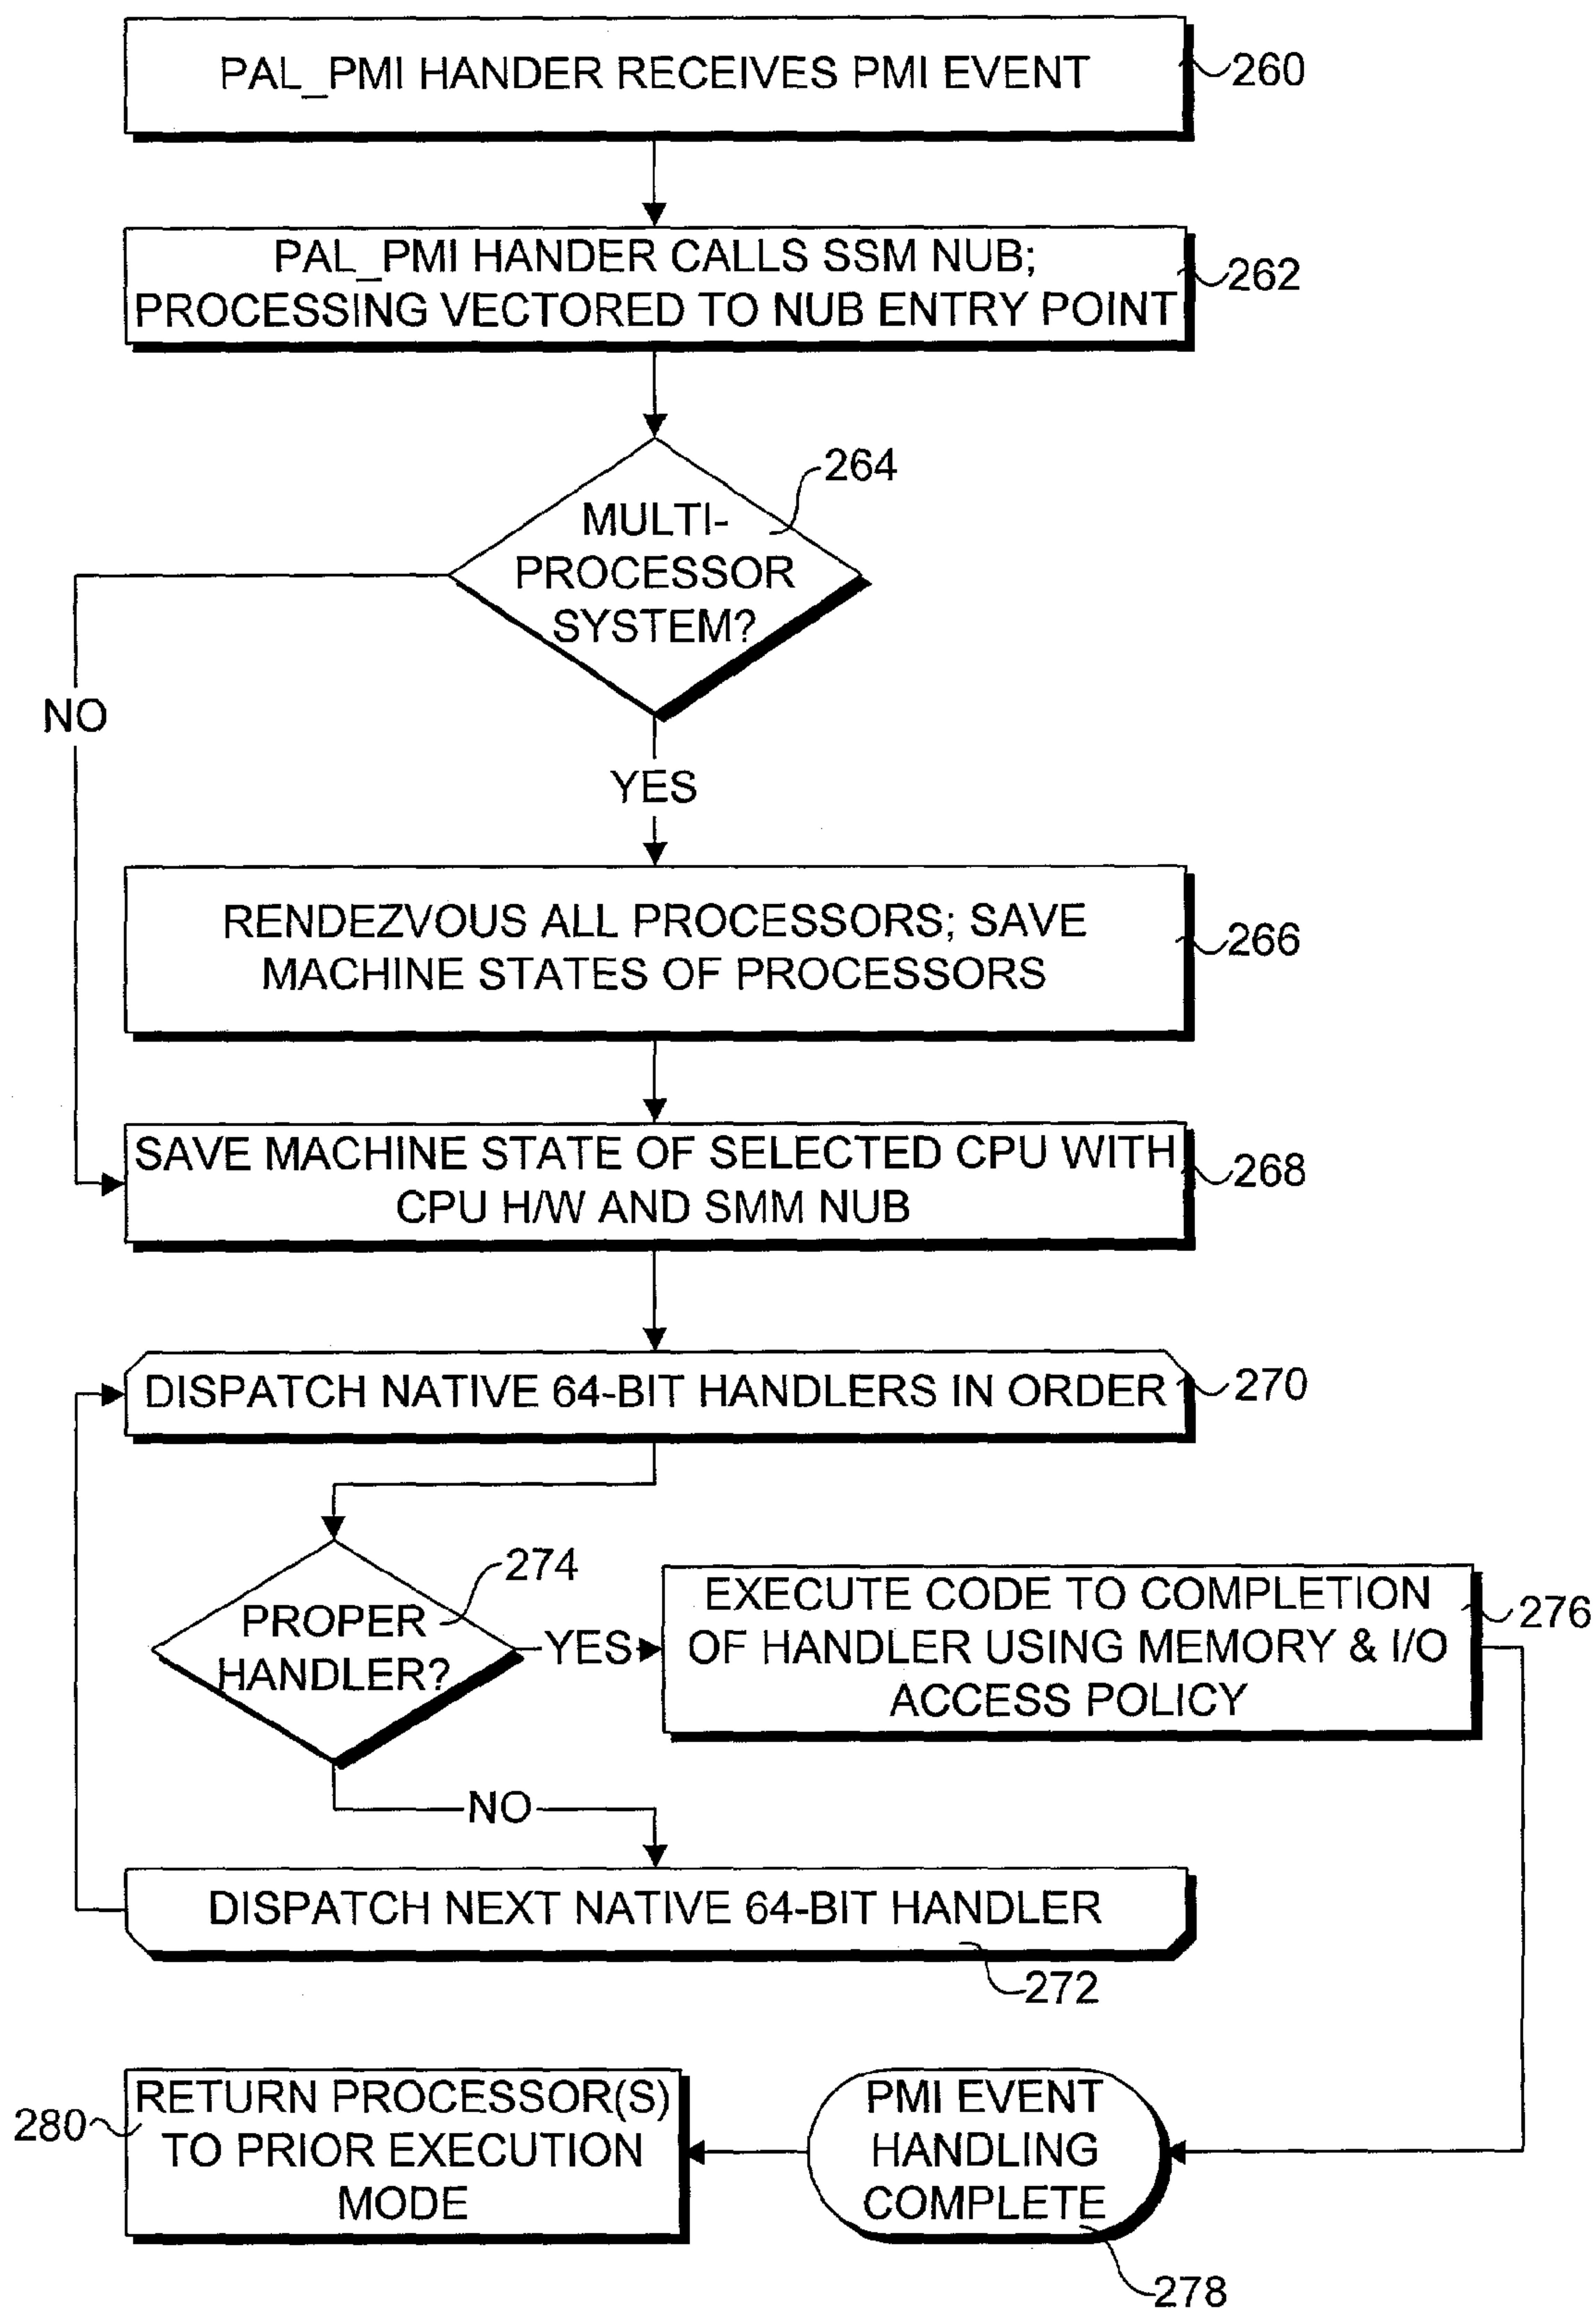 PAL_PMI HANDER RECEIVES PMI EVENT
260
PAL_PMI HANDER CALLS SSM NUB;
PROCESSING VECTORED TO NUB ENTRY POINT
262
264
MULTI-
PROCESSOR
SYSTEM?
NO
YES
RENDEZVOUS ALL PROCESSORS; SAVE
MACHINE STATES OF PROCESSORS
266
SAVE MACHINE STATE OF SELECTED CPU WITH
CPU H/W AND SMM NUB
268
DISPATCH NATIVE 64-BIT HANDLERS IN ORDER
270
274
PROPER
HANDLER?
YES
EXECUTE CODE TO COMPLETION
OF HANDLER USING MEMORY & I/O
ACCESS POLICY
276
NO
DISPATCH NEXT NATIVE 64-BIT HANDLER
272
280
RETURN PROCESSOR(S)
TO PRIOR EXECUTION
MODE
PMI EVENT
HANDLING
COMPLETE
278